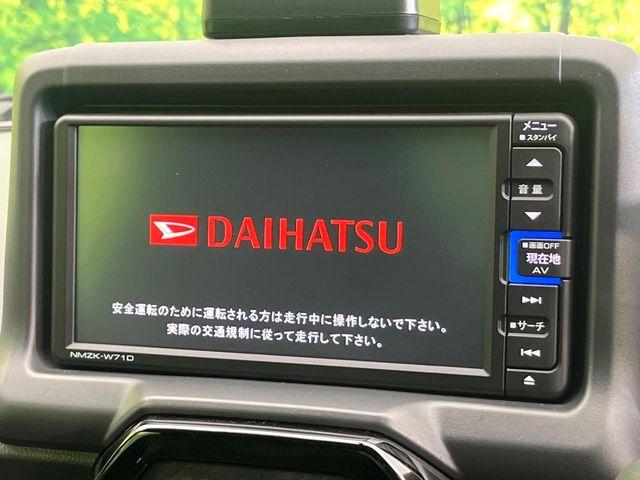 メニュー
■スタンバイ
音量
DAIHATSU
■画面OFF
現在地
AV
安全運転のために運転される方は走行中に操作しないで下さい。
■サーチ
実際の交通規制に従って走行して下さい。
NMZK-W71D